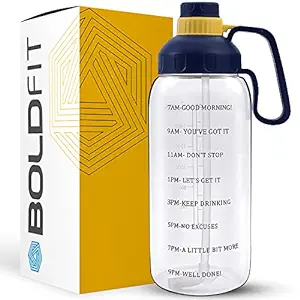 BOLDFIT
7AM-GOOD MORNING!
9AM- YOU'VE GOT IT
11AM- DON'T STOP
1PM- LET'S GET IT
3PM-KEEP DRINKING
5PM-NO EXCUSES
7PM-A LITTLE BIT MORE
9PM-WELL DONE!